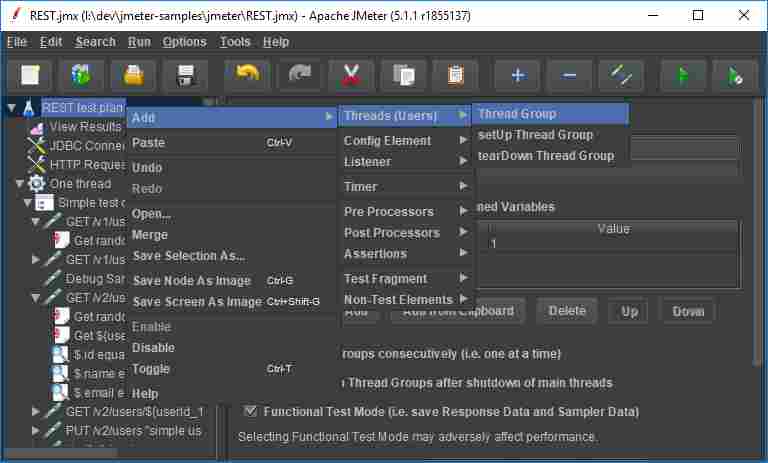 REST.jmx (I:\dev\jmeter-samples\jmeter\REST.jmx) - Apache JMeter (5.1.1 r1855137)
File Edit Search Run Options Tools Help
REST test plan
View Results
JDBC Connec
HTTP Reques
One thread
Simple test c
GET /v1/us
Get rando
GET /v1/us
Debug Sam
GET /v2/us
Get rando
Get ${use
$.id equa
$.name e
$.email e
GET /v2/users/${userId_1
PUT /v2/users "simple us
Add
Paste Ctrl-V
Undo
Redo
Open...
Merge
Save Selection As...
Save Node As Image Ctrl-G
Save Screen As Image Ctrl+Shift-G
Enable
Disable
Toggle Ctrl-T
Help
Threads (Users)
Config Element
Listener
Timer
Pre Processors
Post Processors
Assertions
Test Fragment
Non-Test Elements
Thread Group
setUp Thread Group
tearDown Thread Group
ned Variables
Value
1
Add Add from Clipboard Delete Up Down
roups consecutively (i.e. one at a time)
n Thread Groups after shutdown of main threads
Functional Test Mode (i.e. save Response Data and Sampler Data)
Selecting Functional Test Mode may adversely affect performance.